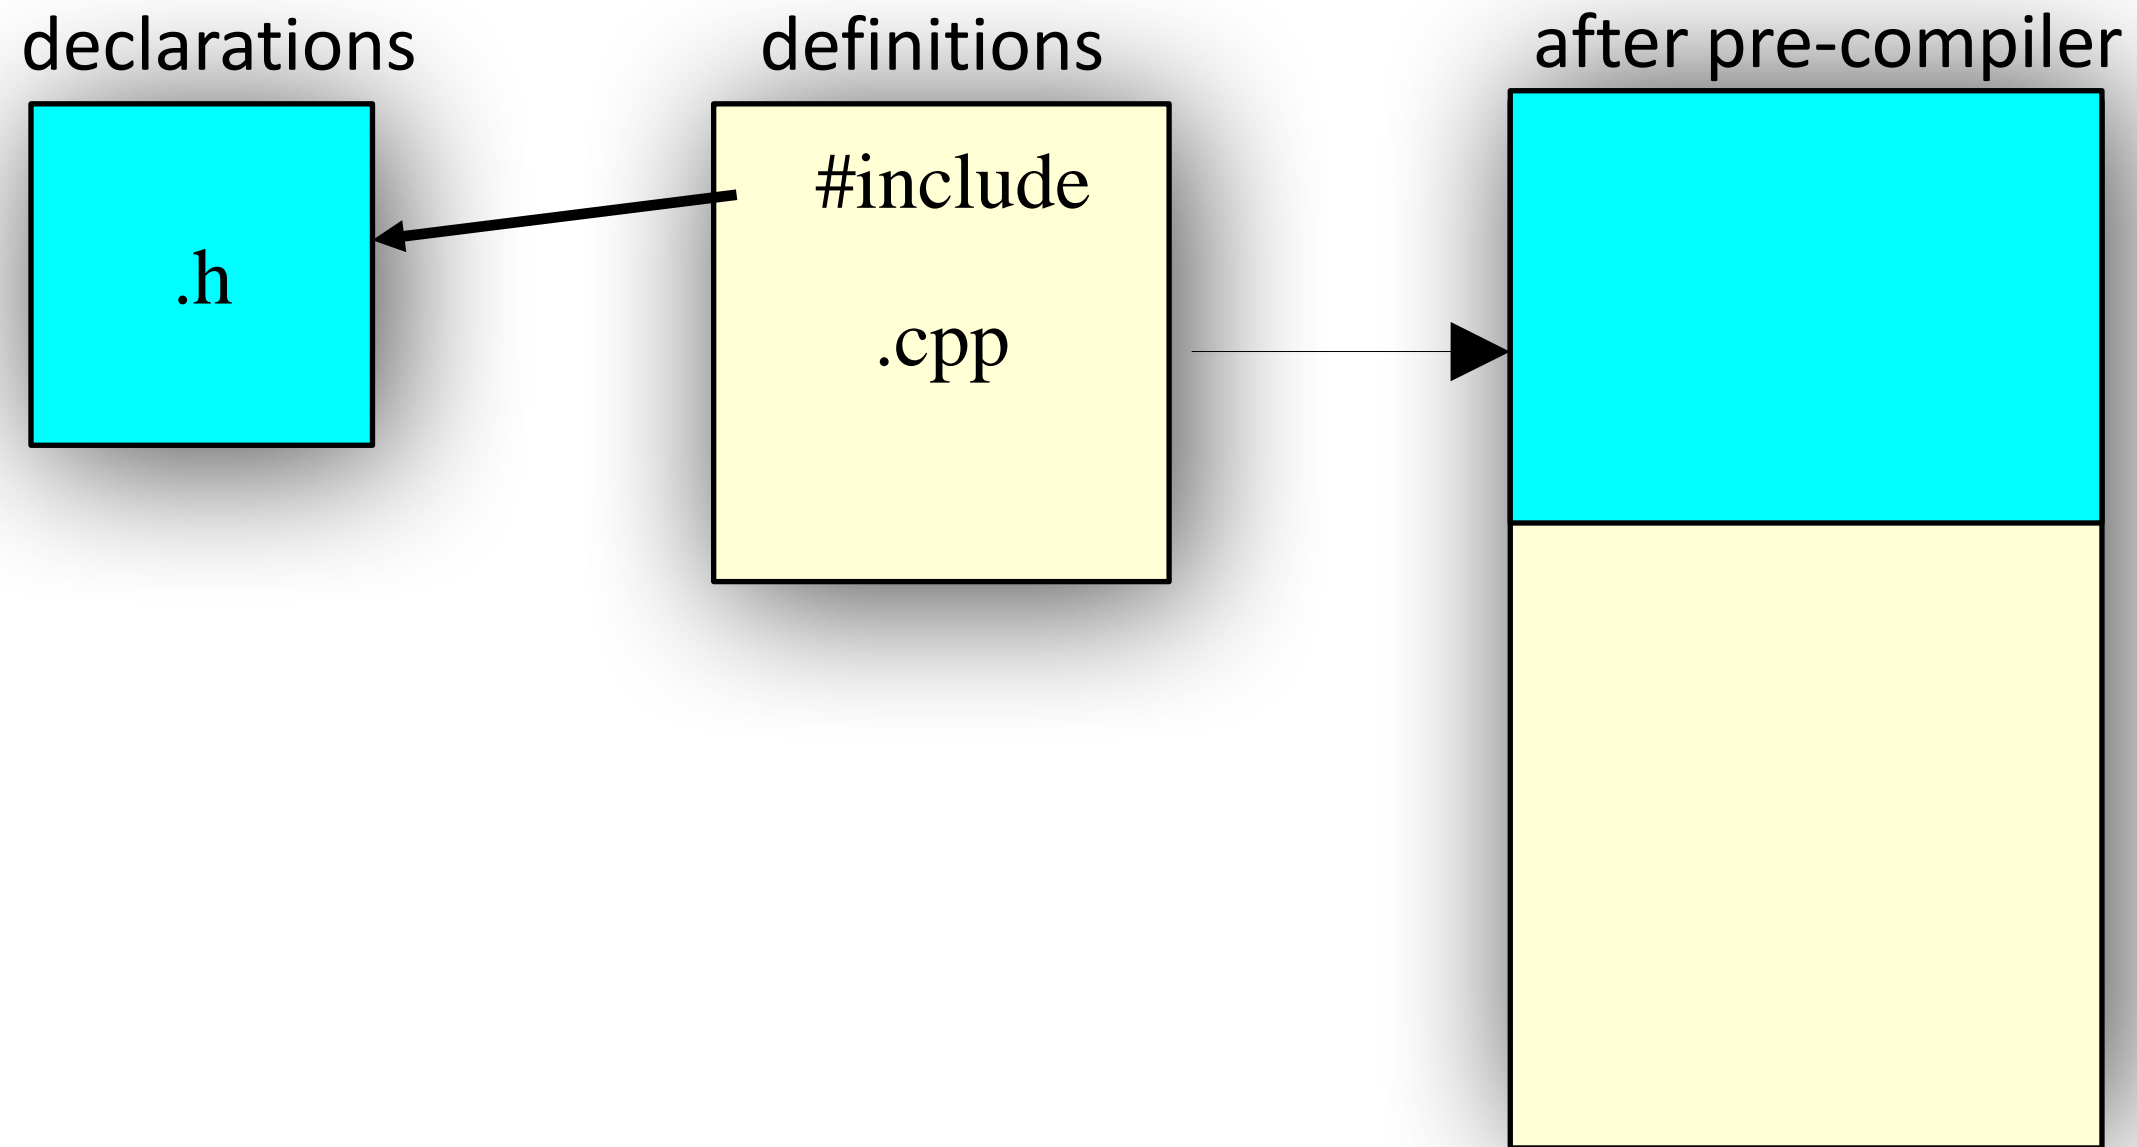 declarations
definitions
after pre-compiler
.h
#include
.cpp